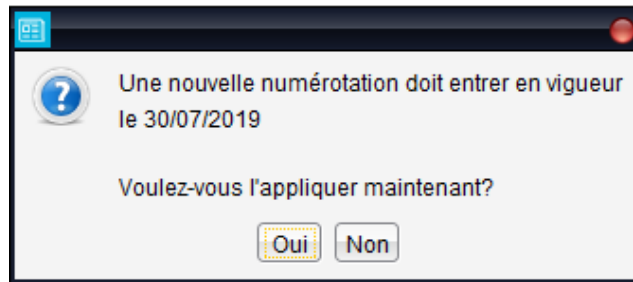 Une nouvelle numérotation doit entrer en vigueur
le 30/07/2019
Voulez-vous l'appliquer maintenant?
Oui Non